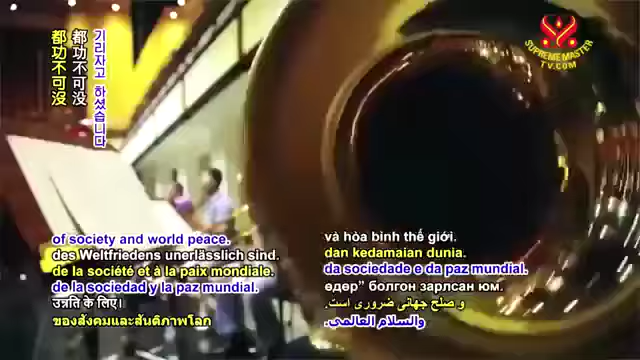 都功不可沒
都功不可没
기리자고 하셨습니다
SUPREME MASTER
TV.COM
of society and world peace.
des Weltfriedens unerlässlich sind.
de la société et à la paix mondiale.
de la sociedad y la paz mundial.
उन्नति के लिए।
ของสังคมและสันติภาพโลก
và hòa bình thế giới.
dan kedamaian dunia.
da sociedade e da paz mundial.
өдөр” болгон зарлсан юм.
و صلح جهانی ضروری است.
والسلام العالمي.